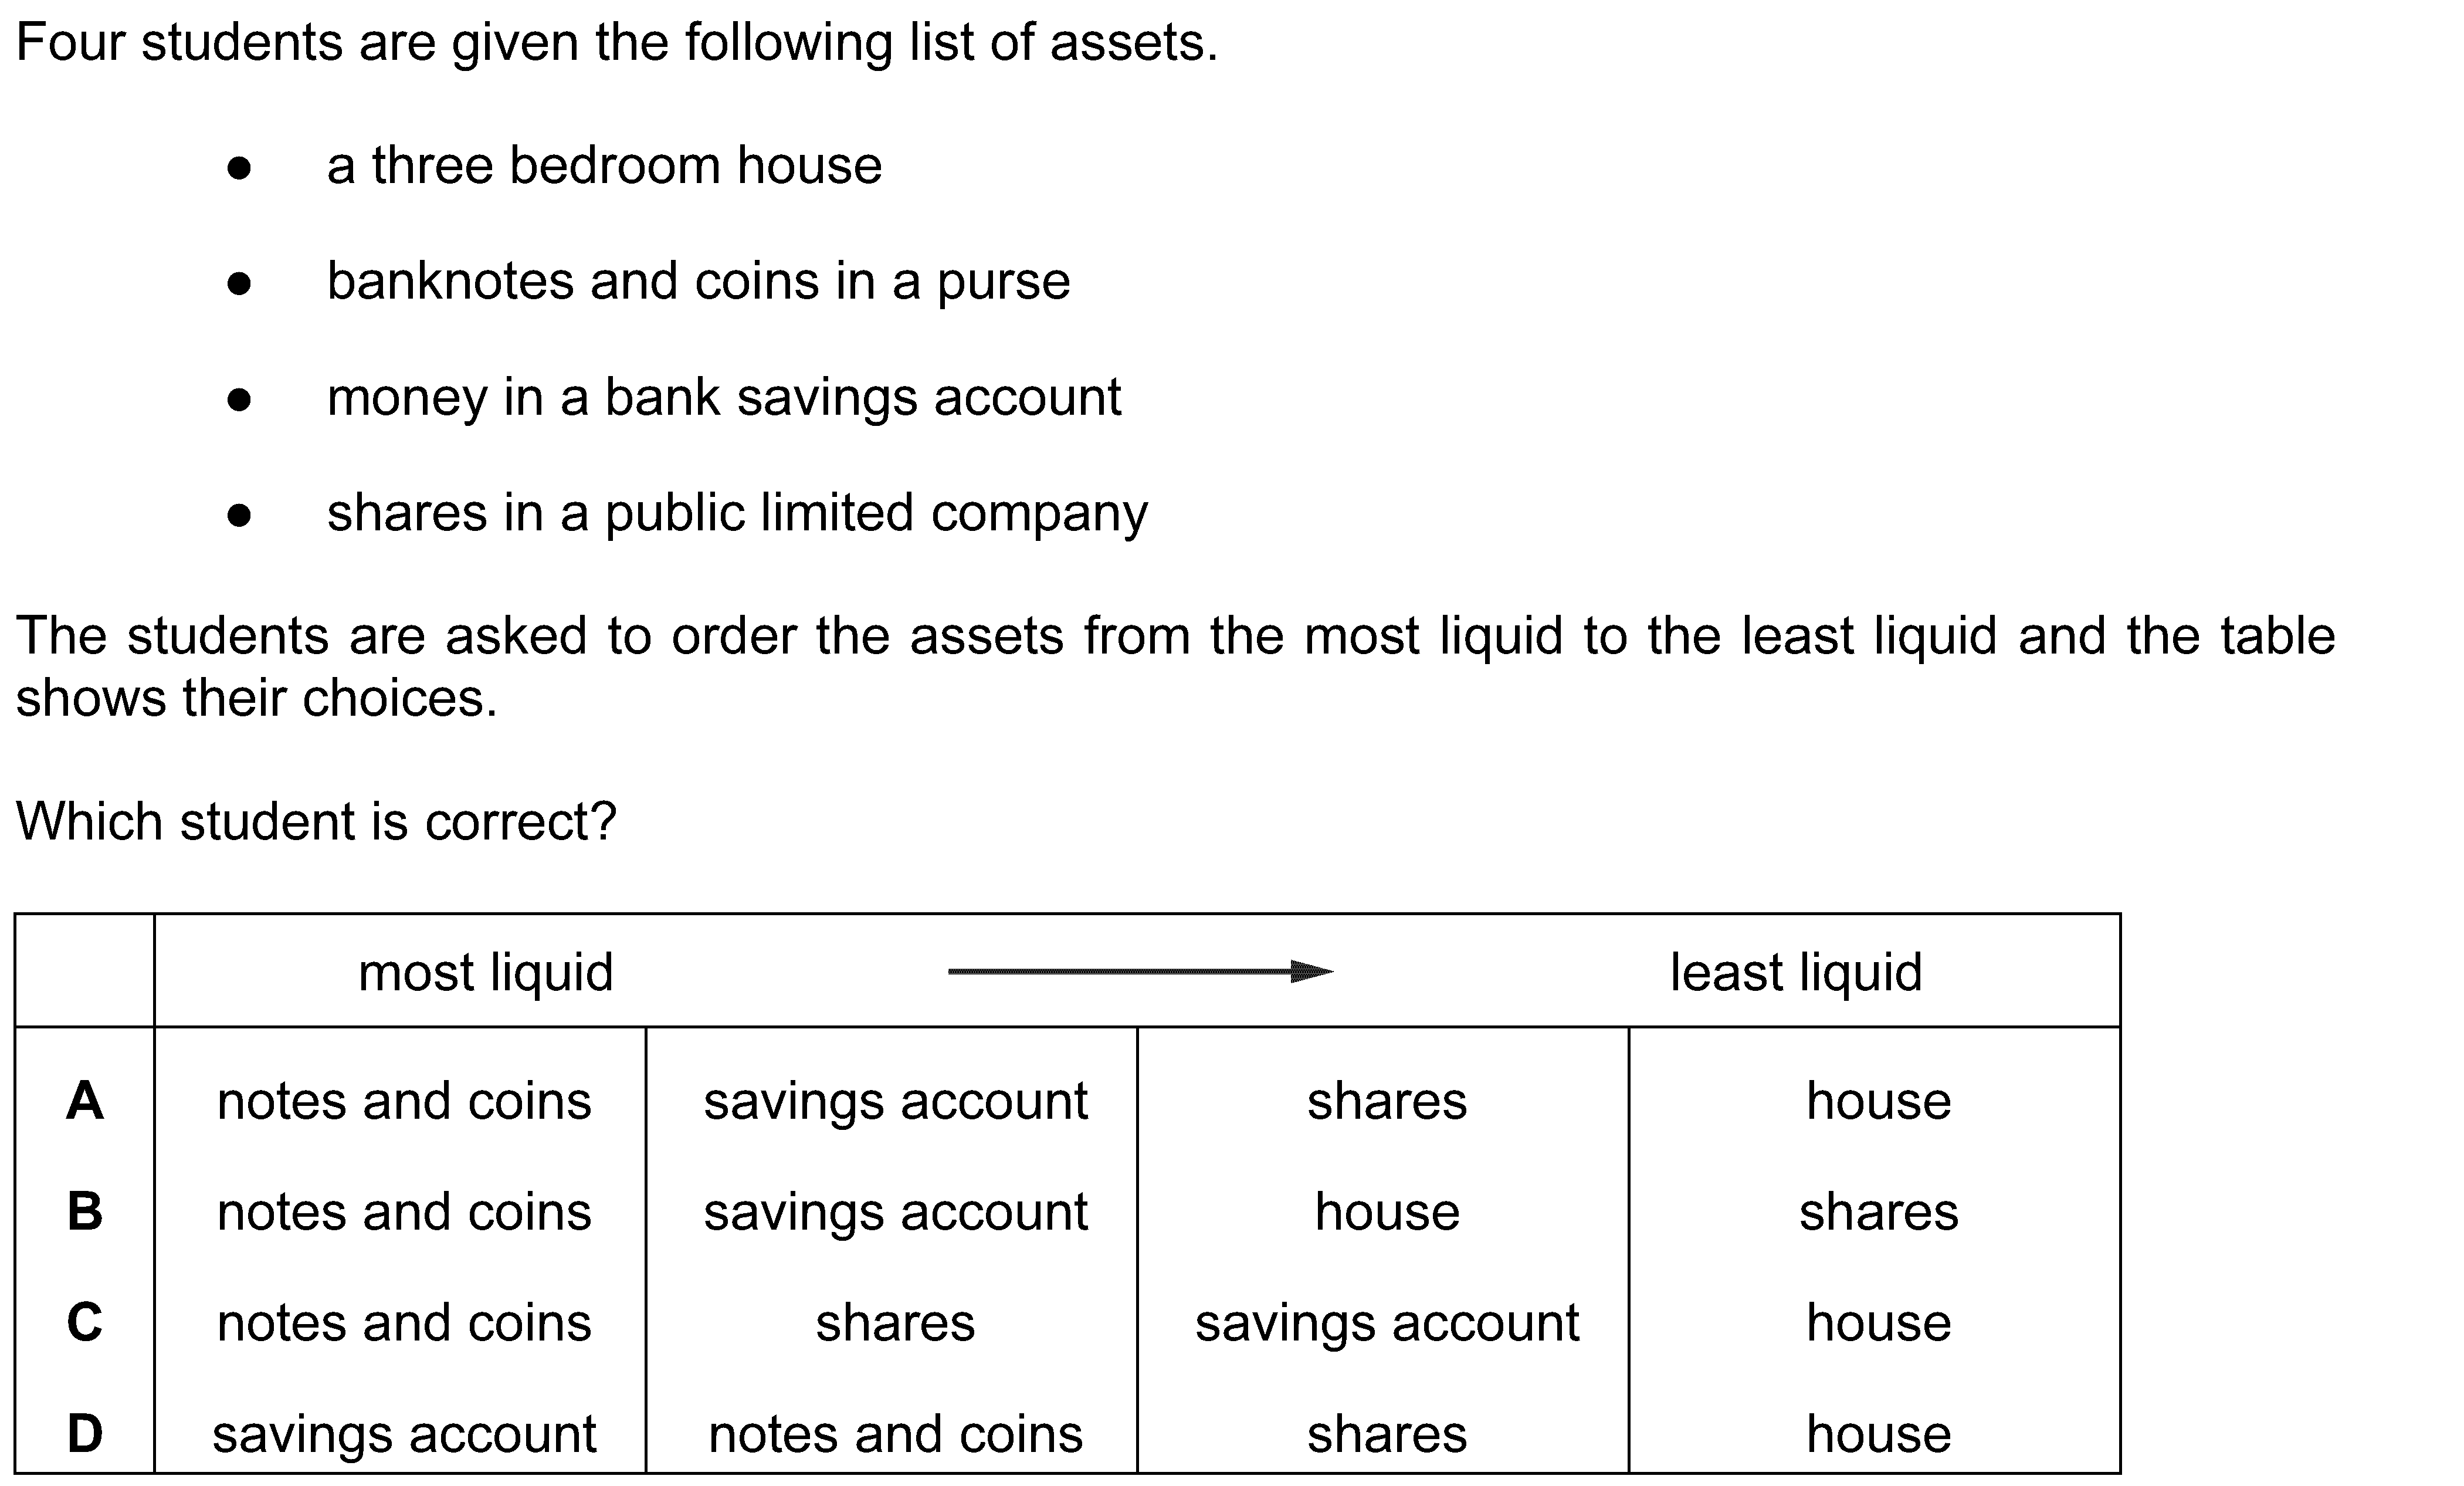 Four students are given the following list of assets.
● a three bedroom house
● banknotes and coins in a purse
● money in a bank savings account
● shares in a public limited company
The students are asked to order the assets from the most liquid to the least liquid and the table
shows their choices.
Which student is correct?
most liquid least liquid
A notes and coins savings account shares house
B notes and coins savings account house shares
C notes and coins shares savings account house
D savings account notes and coins shares house